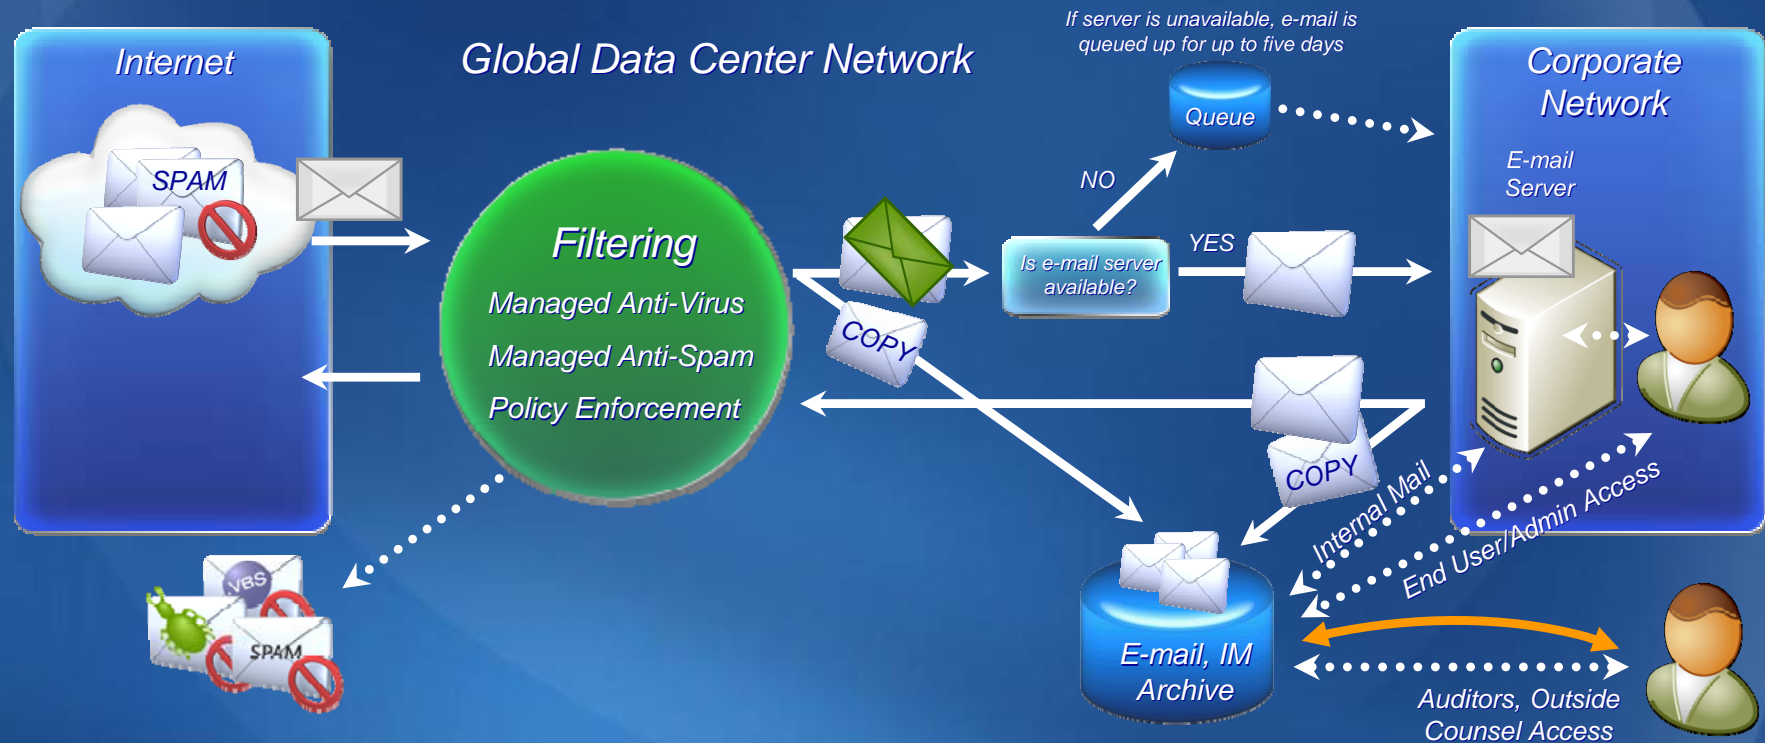 Internet
SPAM
Global Data Center Network
If server is unavailable, e-mail is
queued up for up to five days
Queue
Corporate
Network
E-mail
Server
Filtering
Managed Anti-Virus
Managed Anti-Spam
Policy Enforcement
NO
YES
Is e-mail server
available?
COPY
COPY
Internal Mail
End User/Admin Access
VBS
SPAM
E-mail, IM
Archive
Auditors, Outside
Counsel Access